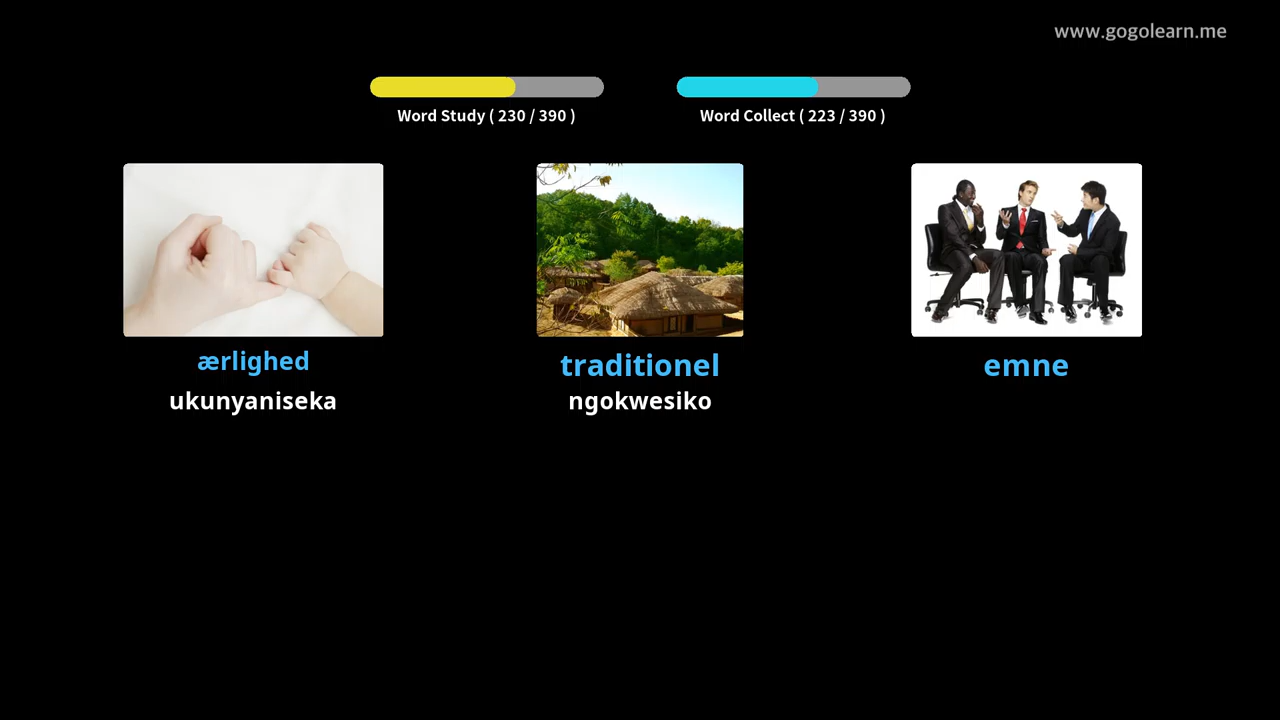 www.gogolearn.me
Word Study ( 230 / 390 )
Word Collect ( 223 / 390 )
ærlighed
traditionel
emne
ukunyaniseka
ngokwesiko